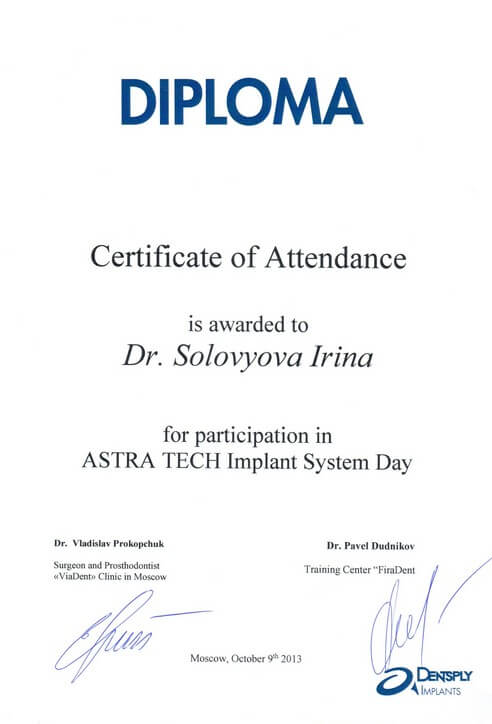 DIPLOMA
Certificate of Attendance
is awarded to
Dr. Solovyova Irina
for participation in
ASTRA TECH Implant System Day
Dr. Vladislav Prokopchuk
Surgeon and Prosthodontist
«ViaDent» Clinic in Moscow
Dr. Pavel Dudnikov
Training Center "FiraDent
Moscow, October 9th 2013
DENTSPLY
IMPLANTS